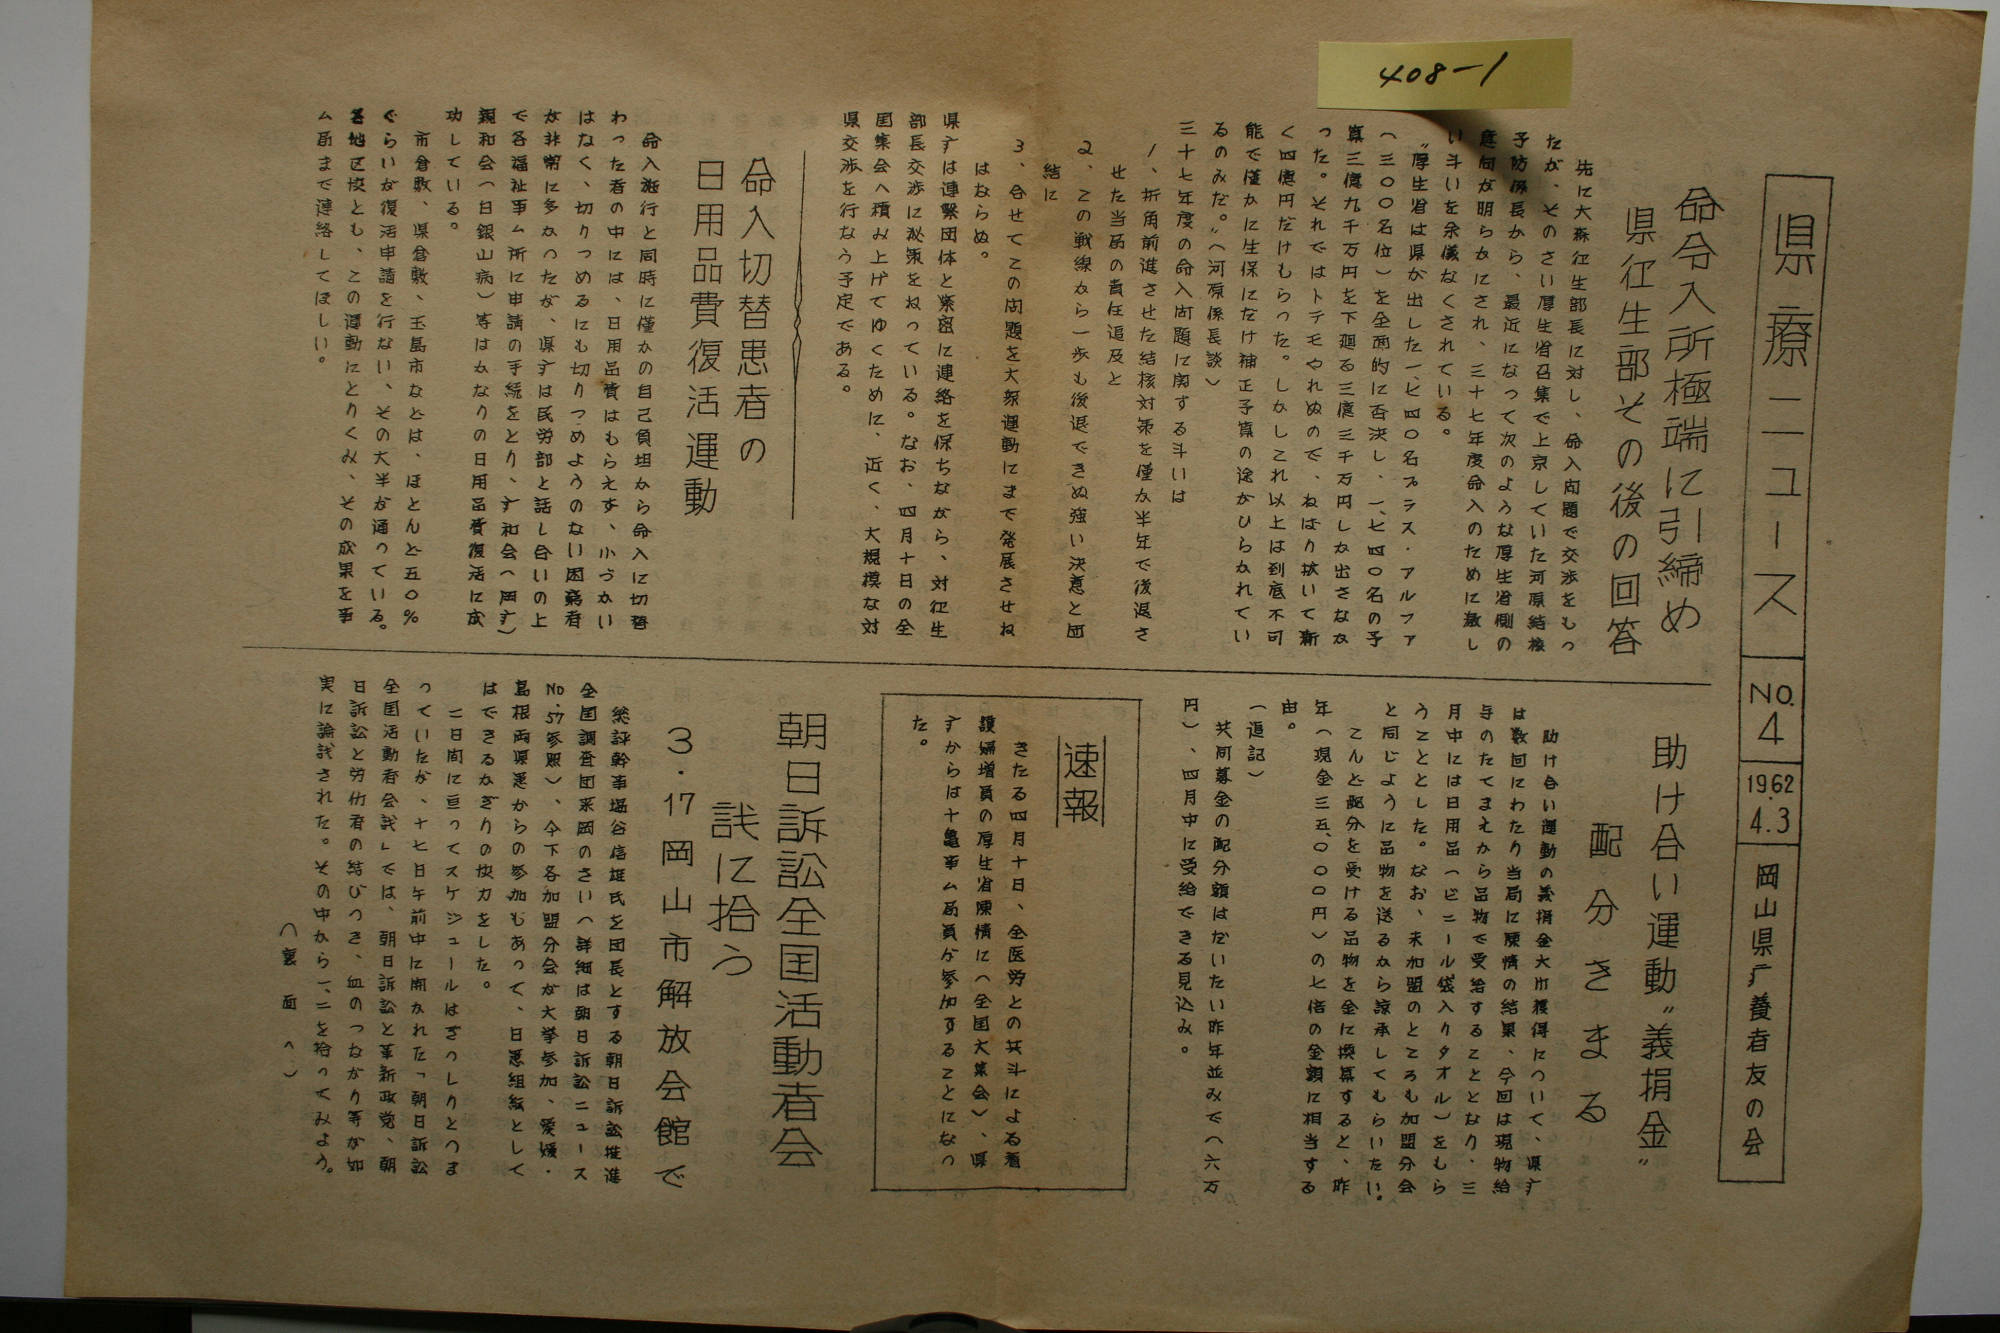 408-1
県療ニュース
NO.4
1962.4.3
岡山県疒養者友の会
命令入所極端に引締め
県衛生部その後の回答
先に大森衛生部長に対し、命入问題で交渉をもっ
たが、そのさい厚生省召集で上京していた河原結核
予防係長から、最近になって次のような厚生省側の
意向が明らかにされ、三十七年度命入のために激し
い斗いを余儀なくされている。
〝厚生省は県が出した一、七四〇名プラス・アルファ
（三〇〇名位）を全面的に否決し、一、七四〇名の予
算三億九千万円を下廻る三億三千万円しか出さなか
った。それではトテモやれぬので、ねばり抜いて漸
く四億円だけもらった。しかしこれ以上は到底不可
能で僅かに生保にだけ補正予算の途がひらかれてい
るのみだ。〟（河原係長談）
三十七年度の命入问題に関する斗いは
1、折角前進させた結核対策を僅か半年で後退さ
せた当局の責任追及と
2、この戦線から一歩も後退できぬ強い決意と団
結に
3、合せてこの问題を大衆運動にまで発展させね
はならぬ。
県疒は連繋団体と緊密に連絡を保ちながら、対衛生
部長交渉に秘策をねっている。なお、四月十日の全
国集会へ積み上げてゆくために、近く、大規模な対
県交渉を行なう予定である。
命入切替患者の
日用品費復活運動
命入施行と同時に僅かの自己負担から命入に切替
わった者の中には、日用品費はもらえず、小づかい
はなく、切りつめるにも切りつめようのない困窮者
が非常に多かったが、県疒は民労部と話し合いの上
で各福祉事ム所に申請の手続をとり、疒和会（岡疒）
親和会（日銀山病）等はかなりの日用品費復活に成
功している。
市倉敷、県倉敷、玉島市などは、ほとんど五〇％
ぐらいが復活申請を行ない、その大半が通っている。
各地区校とも、この運動にとりくみ、その成果を事
ム局まで連絡してほしい。
助け合い運動〝義捐金〟
配分きまる
助け合い運動の義捐金大巾獲得について、県疒
は数回にわたり当局に陳情の結果、今回は現物給
与のたてまえから品物で受給することとなり、三
月中には日用品（ビニール袋入りタオル）をもら
うこととした。なお、未加盟のところも加盟分会
と同じように品物を送るから諒承してもらいたい。
こんど配分を受ける品物を金に換算すると、昨
年（現金三五、〇〇〇円）の七倍の金額に相当する
由。
（追記）
共同募金の配分額はだいたい昨年並みで（六万
円）、四月中に受給できる見込み。
速報
きたる四月十日、全医労との共斗による看
護婦増員の厚生省陳情に（全国大集会）、県
疒からは十亀事ム局員が参加することになっ
た。
朝日訴訟全国活動者会
議に拾う
3・17岡山市解放会館で
総評幹事塩谷信雄氏を団長とする朝日訴訟推進
全国調査団来岡のさい（詳細は朝日訴訟ニュース
NO.57参照）、今下各加盟分会が大挙参加、愛媛・
島根両県患からの参加もあって、日患組織として
はできるかぎりの快力をした。
二日間に亘ってスケジュールはぎっしりとつま
っていたが、十七日午前中に開かれた「朝日訴訟
全国活動者会議」では、朝日訴訟と革新政党、朝
日訴訟と労仂者の結びつき、血のつながり等が如
実に論議された。その中から一、二を拾ってみよう。
（裏面へ）